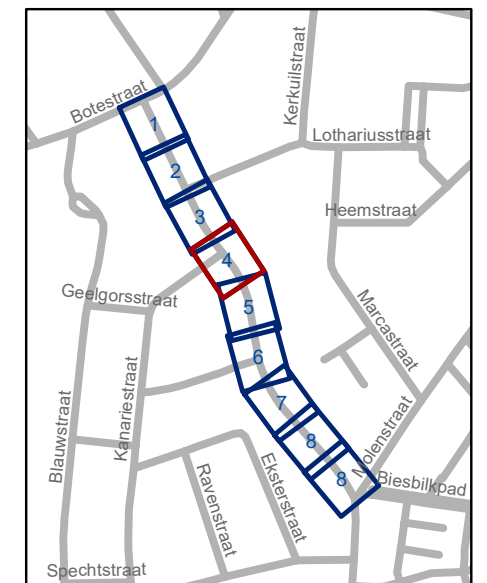 Botestraat
Kerkuilstraat
1
Lothariusstraat
2
Heemstraat
3
4
Geelgorsstraat
5
Marcastraat
6
Blauwstraat
Kanariestraat
7
Molenstraat
8
Ravenstraat
Eksterstraat
8
Biesbilkpad
Spechtstraat